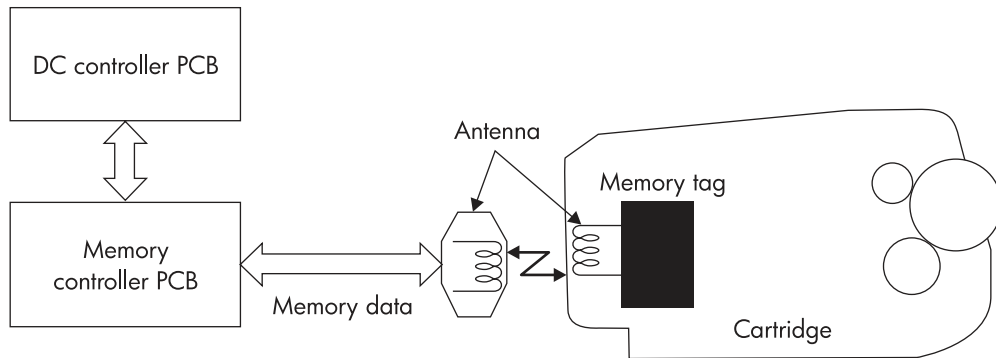 DC controller PCB
Antenna
Memory tag
Memory
controller PCB
Memory data
Cartridge